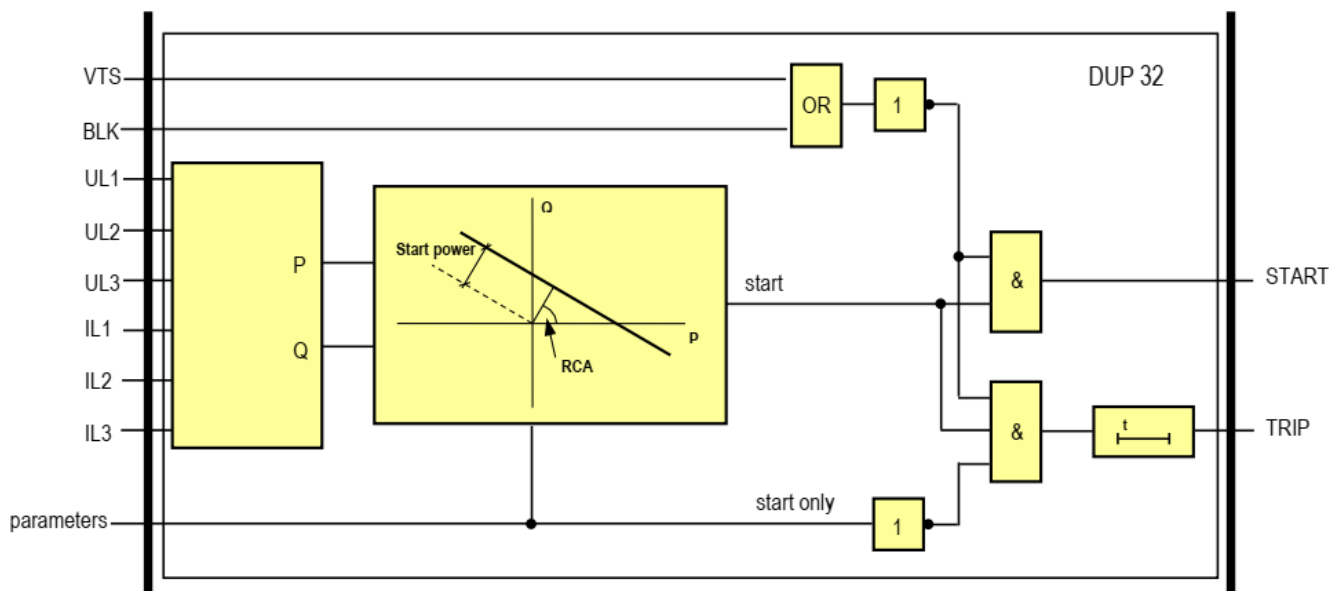 DUP 32
VTS
OR
1
BLK
UL1
UL2
UL3
IL1
IL2
IL3
P
Q
Q
Start power
P
RCA
start
&
START
&
t
TRIP
parameters
start only
1